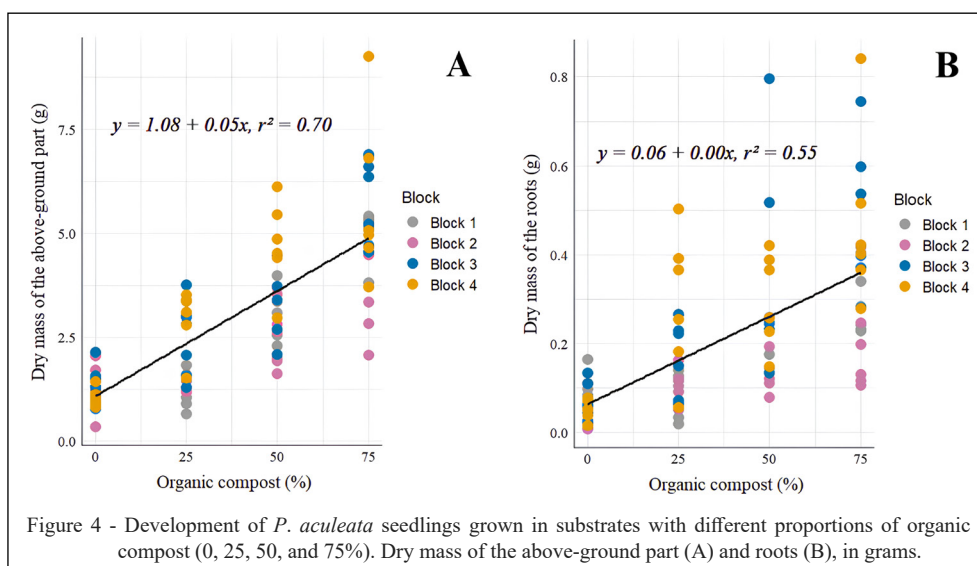 A
y = 1.08 + 0.05x, r² = 0.70
Dry mass of the above-ground part (g)
7.5
5.0
2.5
0.0
0 25 50 75
Organic compost (%)
Block
Block 1
Block 2
Block 3
Block 4
B
y = 0.06 + 0.00x, r² = 0.55
Dry mass of the roots (g)
0.8
0.6
0.4
0.2
0.0
0 25 50 75
Organic compost (%)
Block
Block 1
Block 2
Block 3
Block 4
Figure 4 - Development of P. aculeata seedlings grown in substrates with different proportions of organic
compost (0, 25, 50, and 75%). Dry mass of the above-ground part (A) and roots (B), in grams.